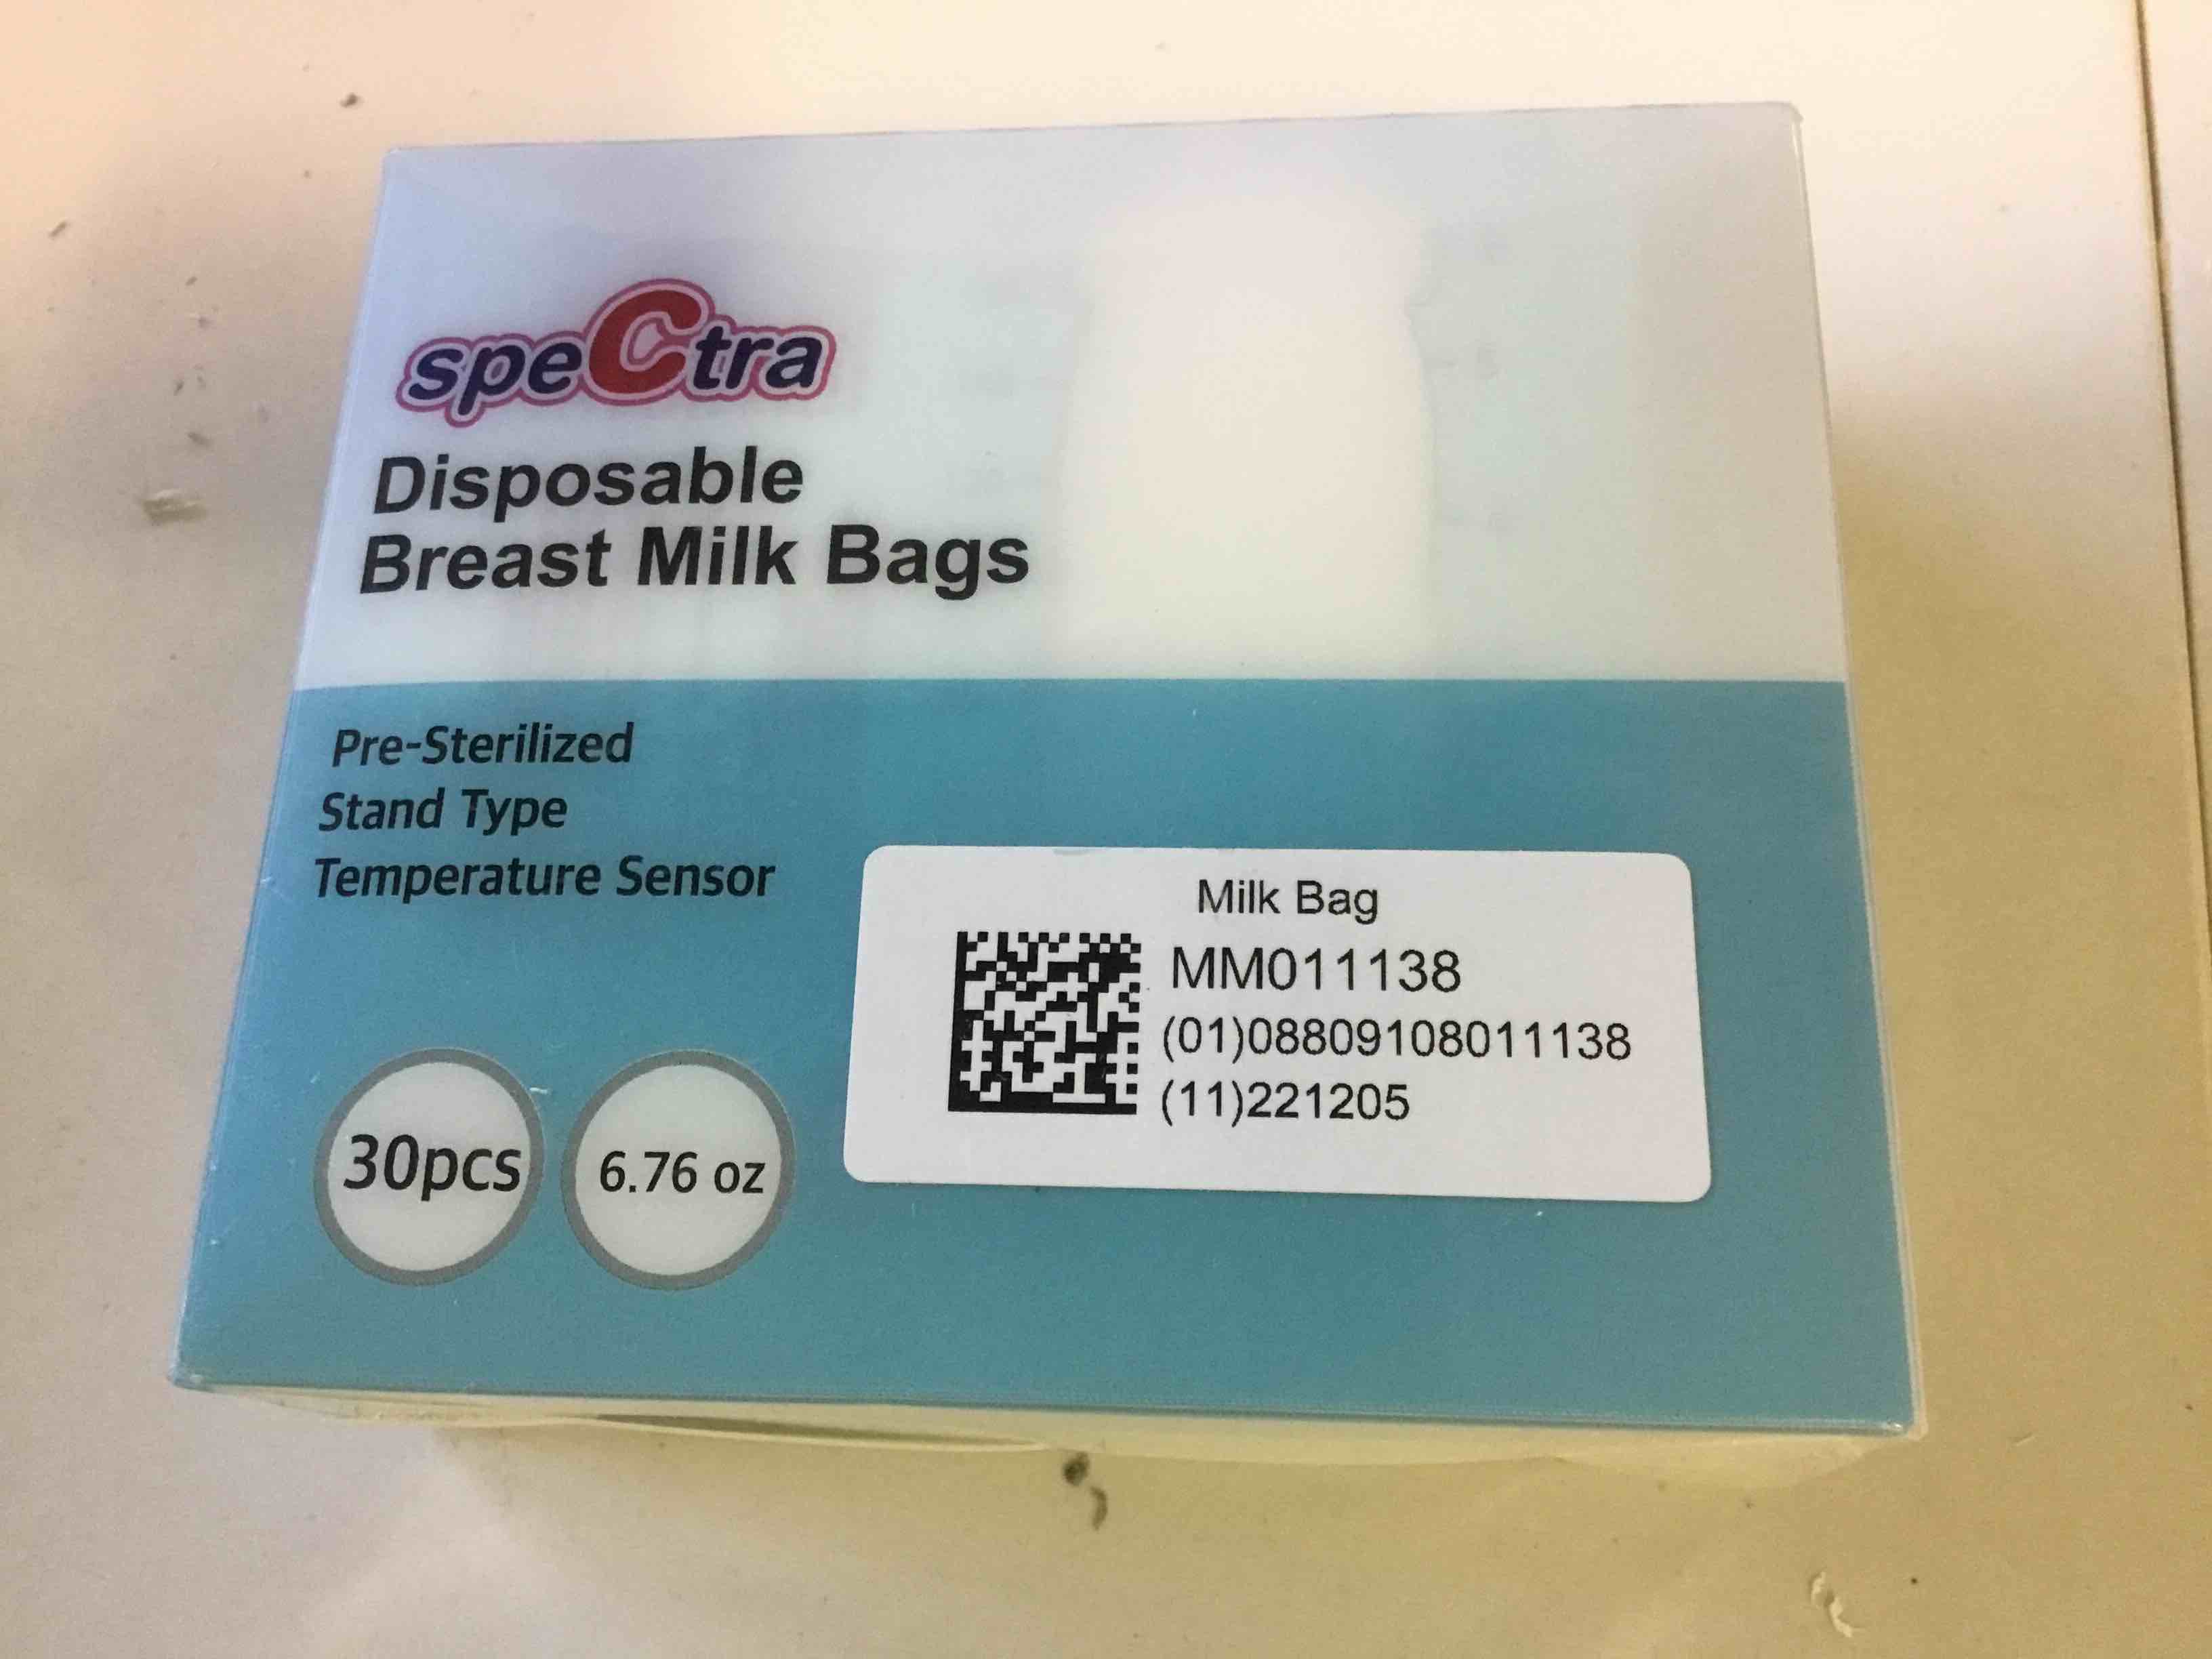 speCtra
Disposable
Breast Milk Bags
Pre-Sterilized
Stand Type
Temperature Sensor
30pcs
6.76 oz
Milk Bag
MM011138
(01)08809108011138
(11)221205